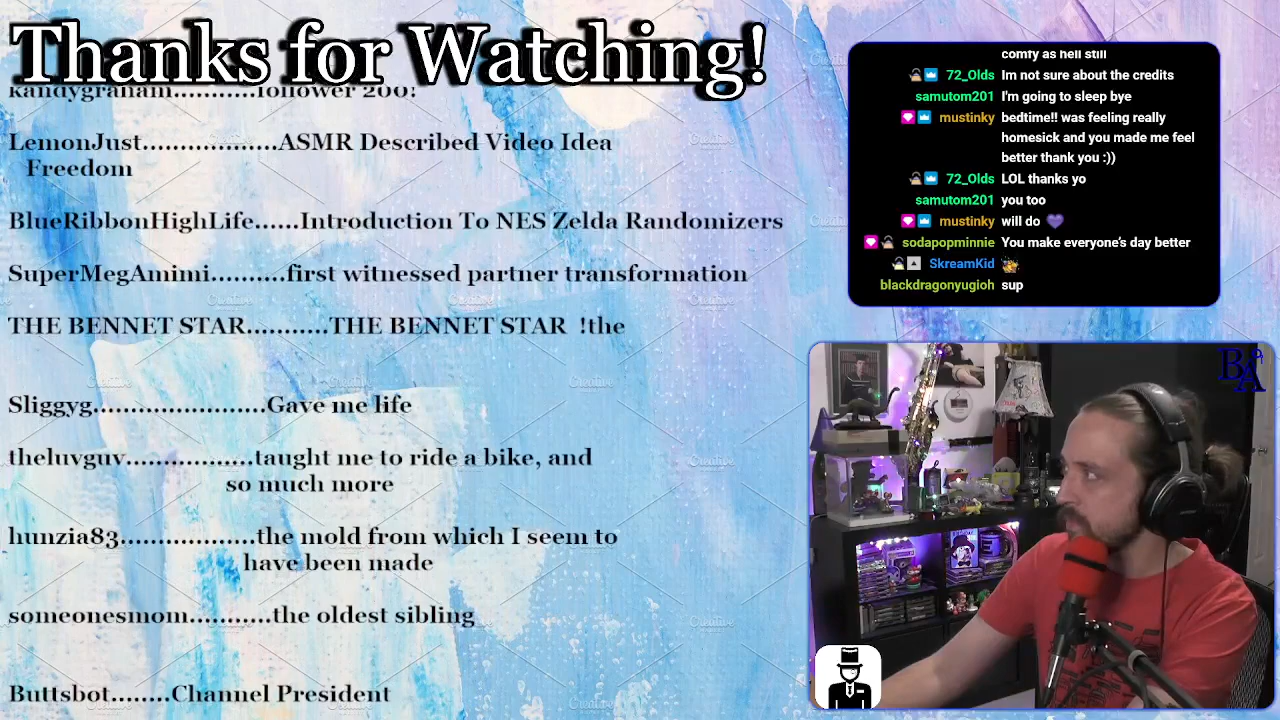 Thanks for Watching!
kandygraham...........follower 200!
LemonJust..................ASMR Described Video Idea
Freedom
BlueRibbonHighLife......Introduction To NES Zelda Randomizers
SuperMegAmimi..........first witnessed partner transformation
THE BENNET STAR...........THE BENNET STAR !the
Sliggyg.......................Gave me life
theluvguv................taught me to ride a bike, and
so much more
hunzia83..................the mold from which I seem to
have been made
someonesmom...........the oldest sibling
Buttsbot........Channel President
comfy as hell still
72_Olds Im not sure about the credits
samutom201 I'm going to sleep bye
mustinky bedtime!! was feeling really
homesick and you made me feel
better thank you :))
72_Olds LOL thanks yo
samutom201 you too
mustinky will do 💜
sodapopminnie You make everyone's day better
SkreamKid
blackdragonyugioh sup